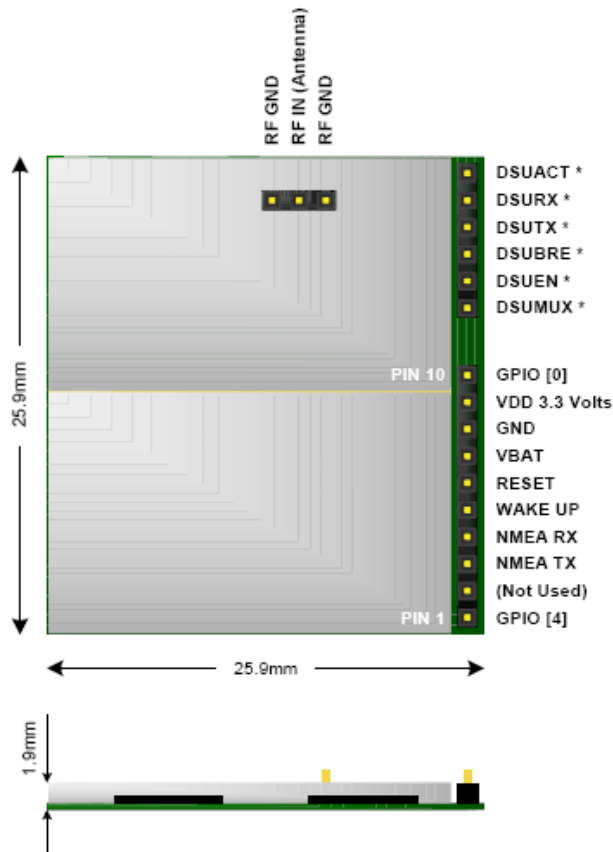 RF GND
RF IN (Antenna)
RF GND
DSUACT *
DSURX *
DSUTX *
DSUBRE *
DSUEN *
DSUMUX *
PIN 10
GPIO [0]
VDD 3.3 Volts
GND
VBAT
RESET
WAKE UP
NMEA RX
NMEA TX
(Not Used)
PIN 1
GPIO [4]
25.9mm
25.9mm
1.9mm